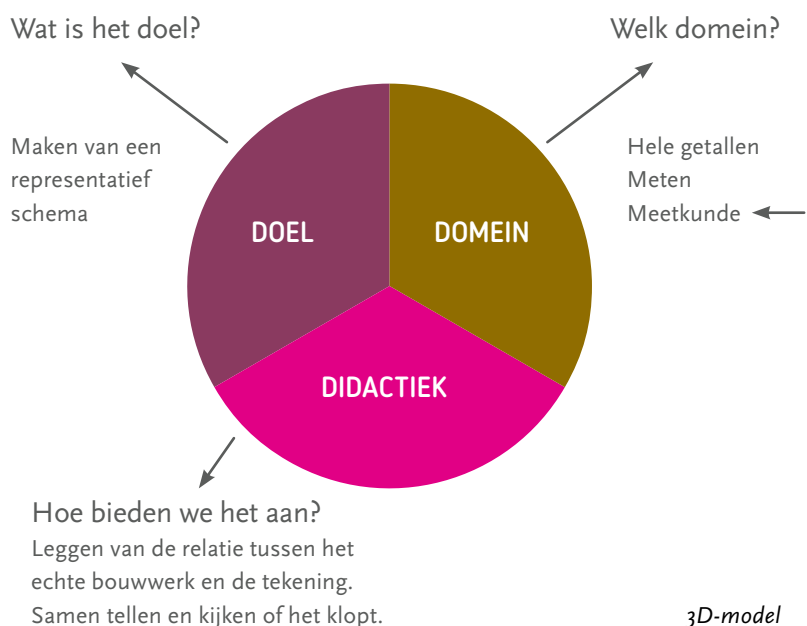 Wat is het doel?
Welk domein?
Maken van een
representatief
schema
Hele getallen
Meten
Meetkunde
DOEL
DOMEIN
DIDACTIEK
Hoe bieden we het aan?
Leggen van de relatie tussen het
echte bouwwerk en de tekening.
Samen tellen en kijken of het klopt.
3D-model